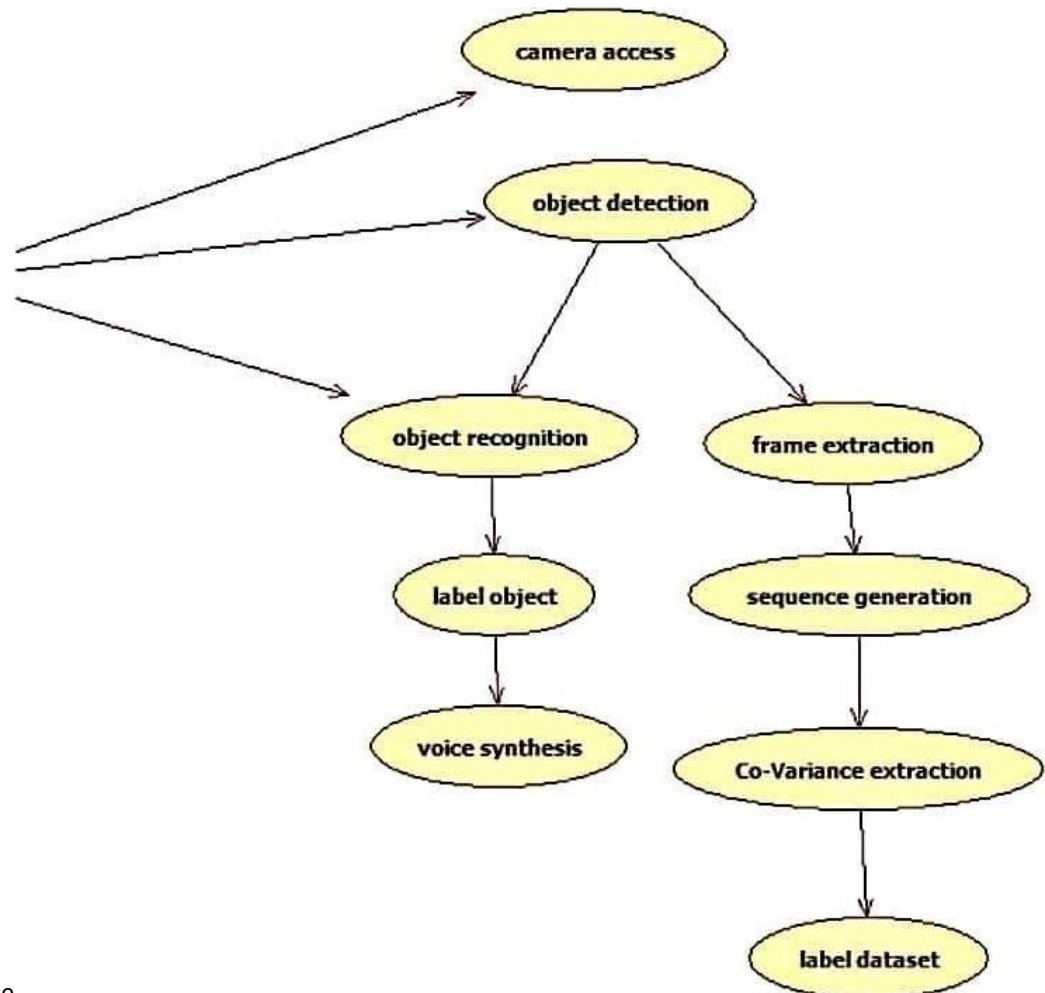 camera access
object detection
object recognition
frame extraction
label object
sequence generation
voice synthesis
Co-Variance extraction
label dataset